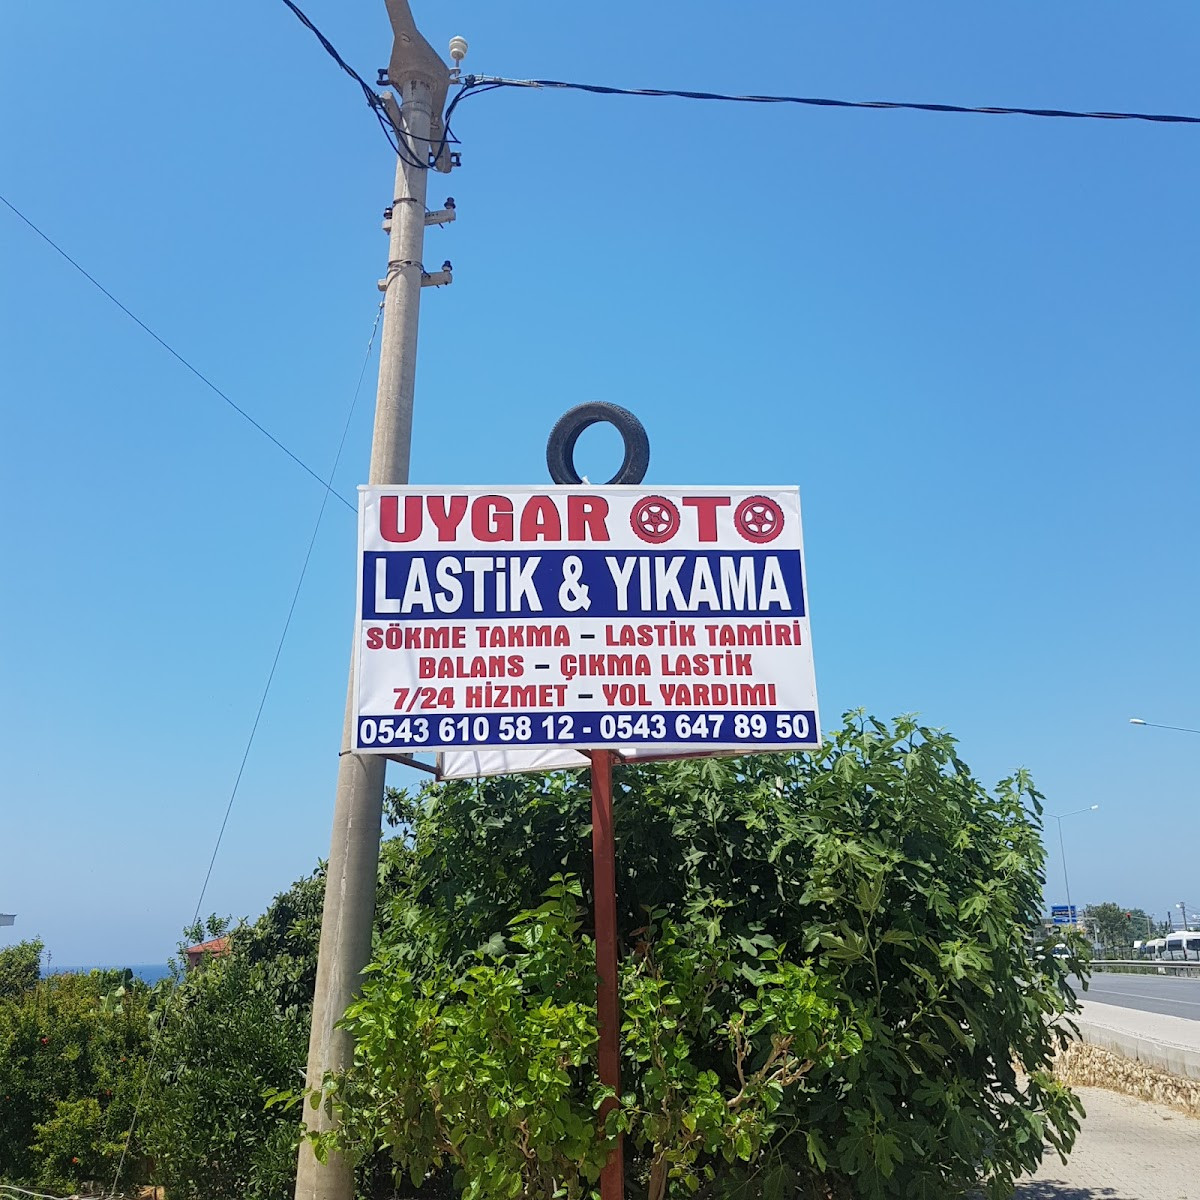 UYGAR OTO
LASTİK & YIKAMA
SÖKME TAKMA - LASTİK TAMİRİ
BALANS - ÇIKMA LASTİK
7/24 HİZMET - YOL YARDIMI
0543 610 58 12 - 0543 647 89 50